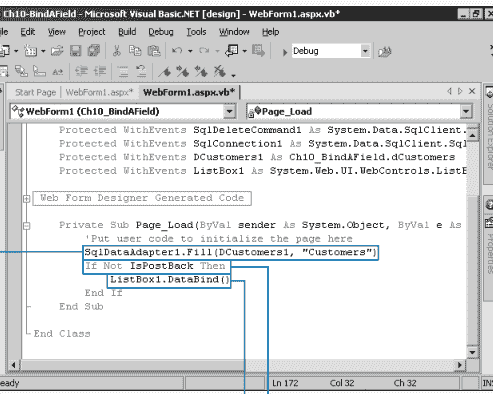 Ch10-BindAField - Microsoft Visual Basic.NET [design] - WebForm1.aspx.vb*
ile Edit View Project Build Debug Tools Window Help
Debug
Start Page WebForm1.aspx* WebForm1.aspx.vb*
WebForm1 (Ch10_BindAField) Page_Load
Protected WithEvents SqlDeleteCommand1 As System.Data.SqlClient.
Protected WithEvents SqlConnection1 As System.Data.SqlClient.Sql
Protected WithEvents DCustomers1 As Ch10_BindAField.dCustomers
Protected WithEvents ListBox1 As System.Web.UI.WebControls.ListB
Web Form Designer Generated Code
Private Sub Page_Load(ByVal sender As System.Object, ByVal e As
'Put user code to initialize the page here
SqlDataAdapter1.Fill(DCustomers1, "Customers")
If Not IsPostBack Then
ListBox1.DataBind()
End If
End Sub
End Class
Solution Explorer
Properties
eady Ln 172 Col 32 Ch 32 INS